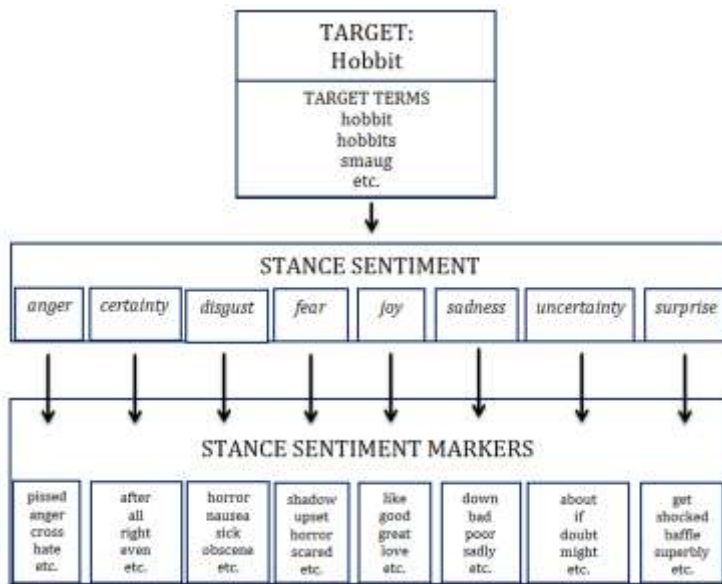 TARGET:
Hobbit
TARGET TERMS
hobbit
hobbits
smaug
etc.
STANCE SENTIMENT
anger certainty disgust fear joy sadness uncertainty surprise
STANCE SENTIMENT MARKERS
pissed
anger
cross
hate
etc.
after
all
right
even
etc.
horror
nausea
sick
obscene
etc.
shadow
upset
horror
scared
etc.
like
good
great
love
etc.
down
bad
poor
sadly
etc.
about
if
doubt
might
etc.
get
shocked
baffle
superbly
etc.